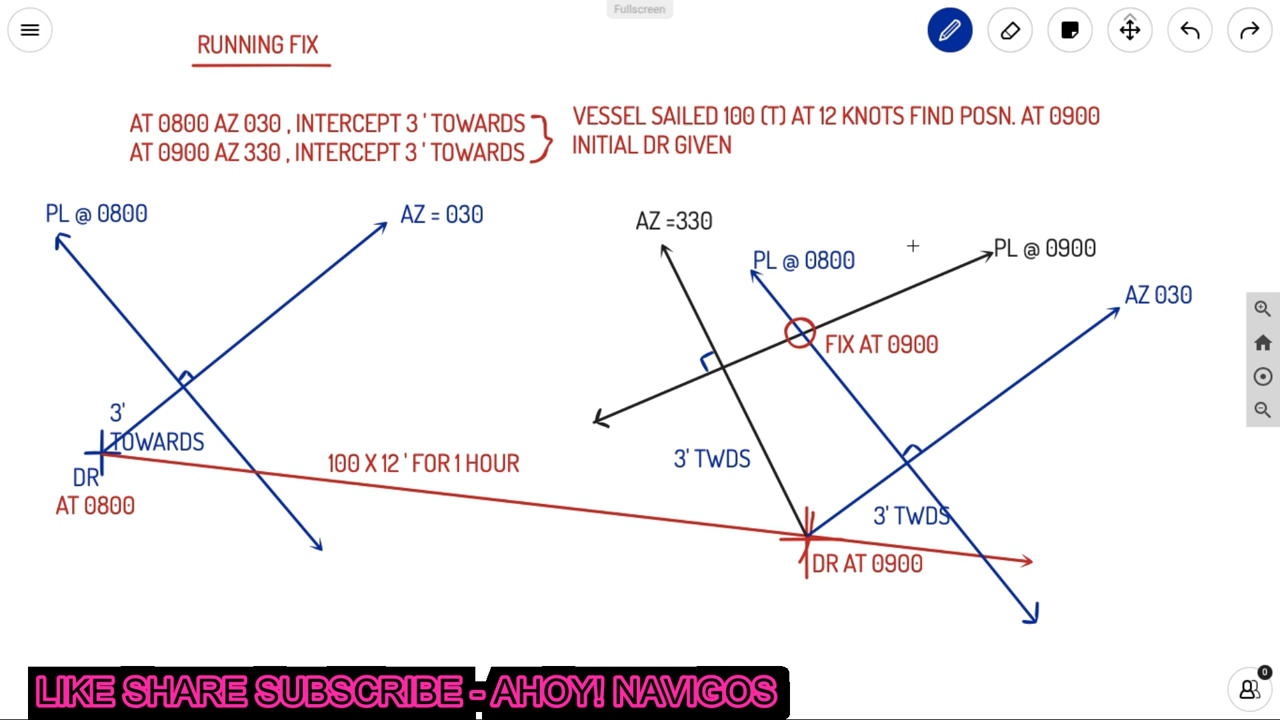 Fullscreen
RUNNING FIX
AT 0800 AZ 030 , INTERCEPT 3 ' TOWARDS
AT 0900 AZ 330 , INTERCEPT 3 ' TOWARDS
VESSEL SAILED 100 (T) AT 12 KNOTS FIND POSN. AT 0900
INITIAL DR GIVEN
PL @ 0800
AZ = 030
AZ =330
PL @ 0800
PL @ 0900
AZ 030
FIX AT 0900
3'
TOWARDS
DR
AT 0800
100 X 12 ' FOR 1 HOUR
3' TWDS
3' TWDS
DR AT 0900
LIKE SHARE SUBSCRIBE - AHOY! NAVIGOS
0